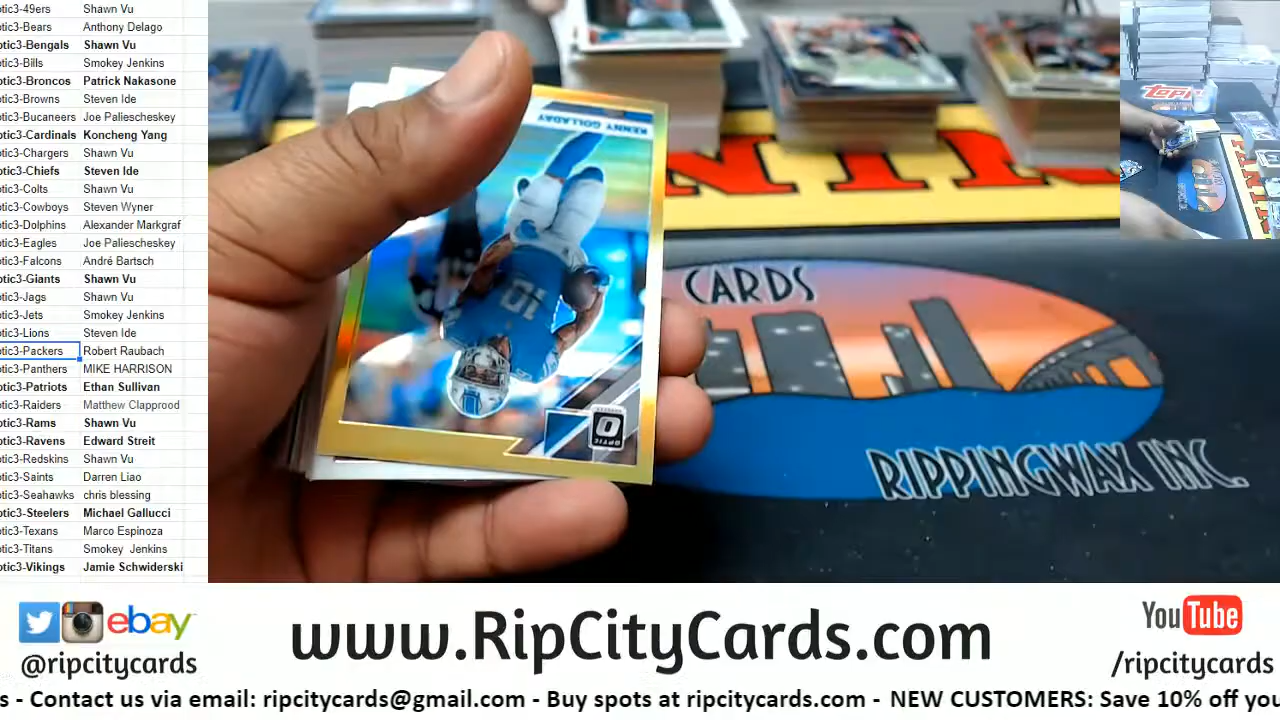 otic3-49ers Shawn Vu
otic3-Bears Anthony Delago
otic3-Bengals Shawn Vu
otic3-Bills Smokey Jenkins
otic3-Broncos Patrick Nakasone
otic3-Browns Steven Ide
otic3-Bucaneers Joe Paliescheskey
otic3-Cardinals Koncheng Yang
otic3-Chargers Shawn Vu
otic3-Chiefs Steven Ide
otic3-Colts Shawn Vu
otic3-Cowboys Steven Wyner
otic3-Dolphins Alexander Markgraf
otic3-Eagles Joe Paliescheskey
otic3-Falcons André Bartsch
otic3-Giants Shawn Vu
otic3-Jags Shawn Vu
otic3-Jets Smokey Jenkins
otic3-Lions Steven Ide
otic3-Packers Robert Raubach
otic3-Panthers MIKE HARRISON
otic3-Patriots Ethan Sullivan
otic3-Raiders Matthew Clapprood
otic3-Rams Shawn Vu
otic3-Ravens Edward Streit
otic3-Redskins Shawn Vu
otic3-Saints Darren Liao
otic3-Seahawks chris blessing
otic3-Steelers Michael Gallucci
otic3-Texans Marco Espinoza
otic3-Titans Smokey Jenkins
otic3-Vikings Jamie Schwiderski
KENNY GOLLADAY
10
OPTIC
PANINI
CARDS
RIPPINGWAX INC.
Topps
ebay
@ripcitycards
www.RipCityCards.com
YouTube
/ripcitycards
s - Contact us via email: ripcitycards@gmail.com - Buy spots at ripcitycards.com - NEW CUSTOMERS: Save 10% off you